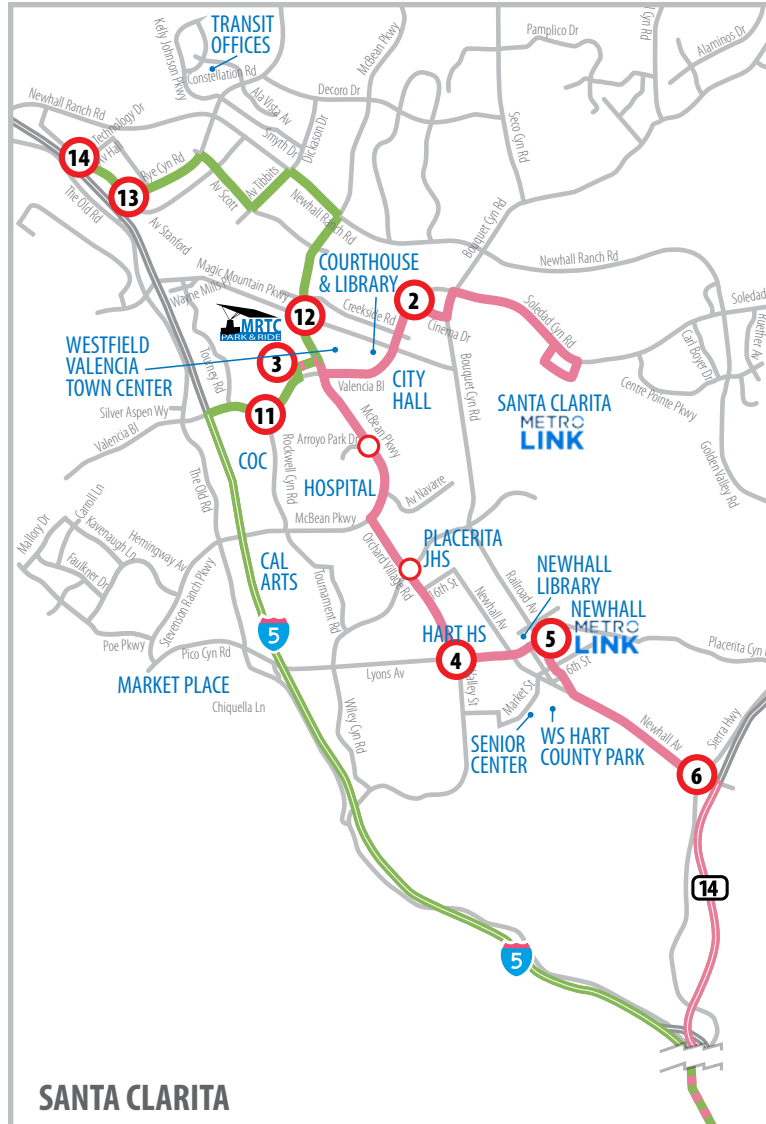 TRANSIT
OFFICES
Kelly Johnson Pkwy
Constellation Rd
McBean Pkwy
Pamplico Dr
Cyn Rd
Alaminos Dr
Newhall Ranch Rd
Technology Dr
Av Hall
Ala Vista Av
Decoro Dr
Smyth Dr
Dickason Dr
Seco Cyn Rd
14
13
Rye Cyn Rd
Av Tibbits
Av Scott
The Old Rd
Av Stanford
Newhall Ranch Rd
Bouquet Cyn Rd
Newhall Ranch Rd
COURTHOUSE
& LIBRARY
Magic Mountain Pkwy
Wayne Mills Pl
Creekside Rd
2
Cinema Dr
Soledad Cyn Rd
Soledad
Ruether Av
Carl Boyer Dr
12
MRTC
PARK & RIDE
WESTFIELD
VALENCIA
TOWN CENTER
3
Tourney Rd
Valencia Bl
CITY
HALL
Bouquet Cyn Rd
SANTA CLARITA
METRO
LINK
Centre Pointe Pkwy
Golden Valley Rd
Silver Aspen Wy
Valencia Bl
11
COC
Rockwell Cyn Rd
Arroyo Park Dr
McBean Pkwy
HOSPITAL
Av Navarre
The Old Rd
McBean Pkwy
Mallory Dr
Carroll Ln
Kavenaugh Ln
Hemingway Av
Faulkner Dr
Stevenson Ranch Pkwy
Poe Pkwy
CAL
ARTS
Tournament Rd
Orchard Village Rd
PLACERITA
JHS
16th St
Newhall Av
Railroad Av
NEWHALL
LIBRARY
NEWHALL
METRO
LINK
5
Pico Cyn Rd
MARKET PLACE
Chiquella Ln
HART HS
4
5
6th St
Placerita Cyn R
Lyons Av
Valley St
Market St
Wiley Cyn Rd
SENIOR
CENTER
WS HART
COUNTY PARK
Newhall Av
Sierra Hwy
6
14
5
SANTA CLARITA